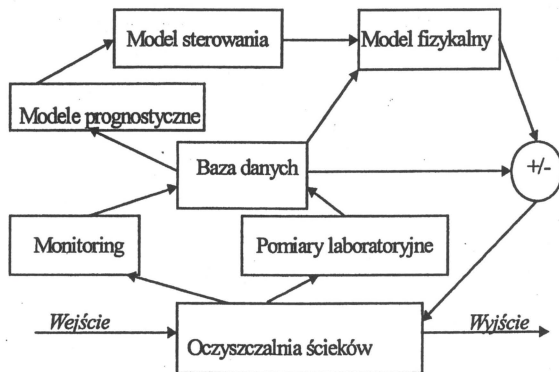 Model sterowania
Model fizykalny
Modele prognostyczne
Baza danych
+/-
Monitoring
Pomiary laboratoryjne
Wejście
Wyjście
Oczyszczalnia ścieków